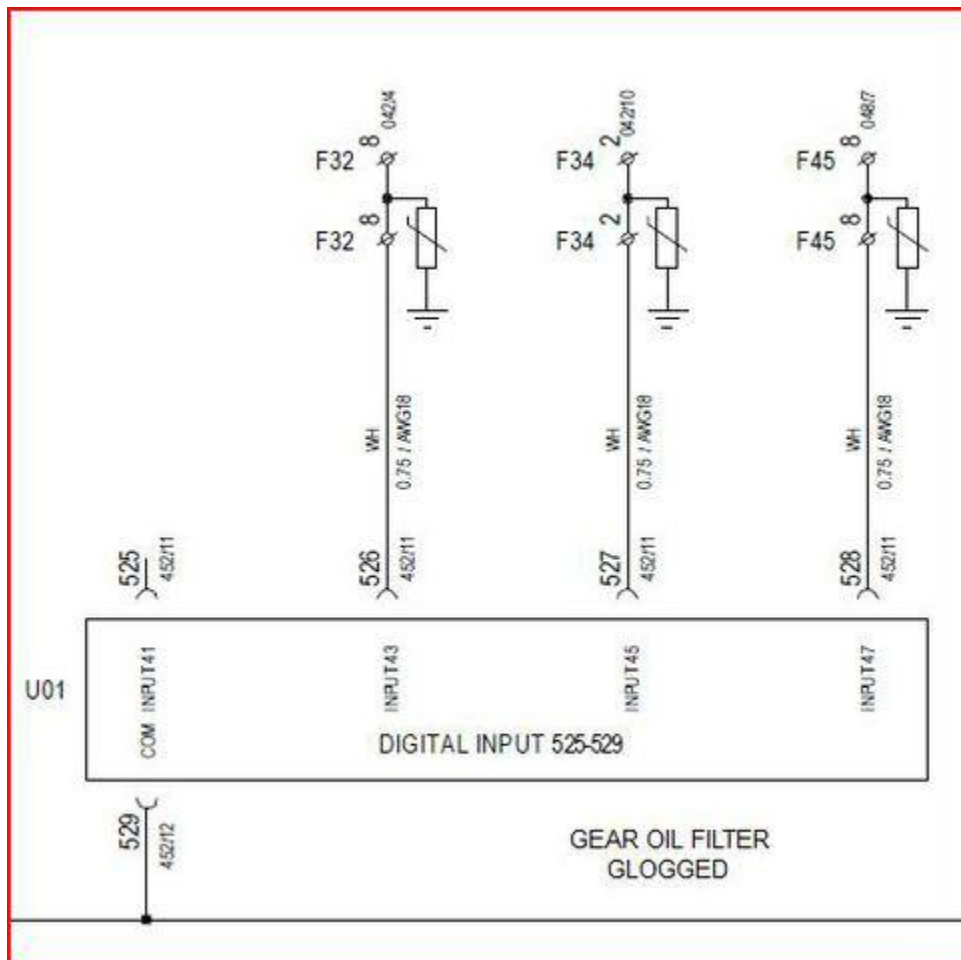 042/4
042/10
048/7
F32 8
F34 2
F45 8
F32 8
F34 2
F45 8
WH
0.75 / AWG18
WH
0.75 / AWG18
WH
0.75 / AWG18
525
452/11
526
452/11
527
452/11
528
452/11
U01
COM INPUT41
INPUT43
INPUT45
INPUT47
DIGITAL INPUT 525-529
529
452/12
GEAR OIL FILTER
GLOGGED